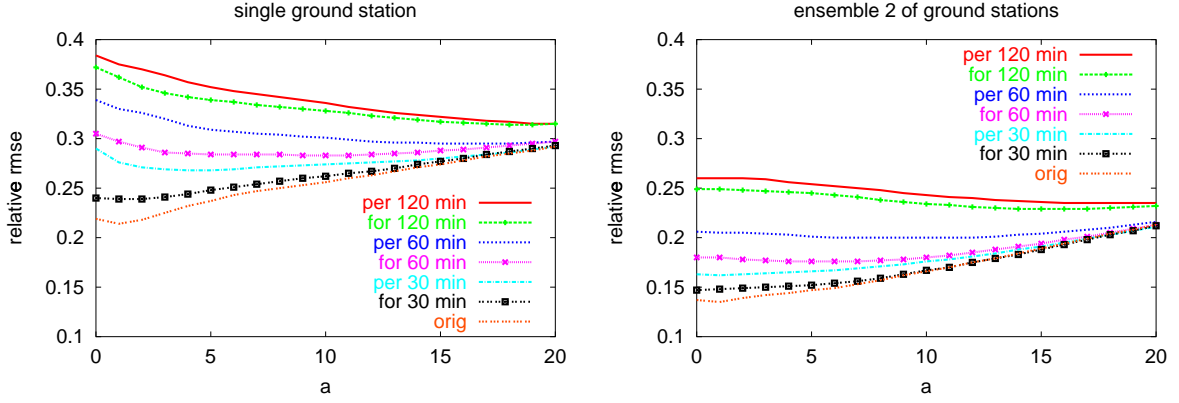 single ground station
0.4
0.35
0.3
0.25
0.2
0.15
0.1
relative rmse
0 5 10 15 20
a
per 120 min
for 120 min
per 60 min
for 60 min
per 30 min
for 30 min
orig
ensemble 2 of ground stations
0.4
0.35
0.3
0.25
0.2
0.15
0.1
relative rmse
0 5 10 15 20
a
per 120 min
for 120 min
per 60 min
for 60 min
per 30 min
for 30 min
orig